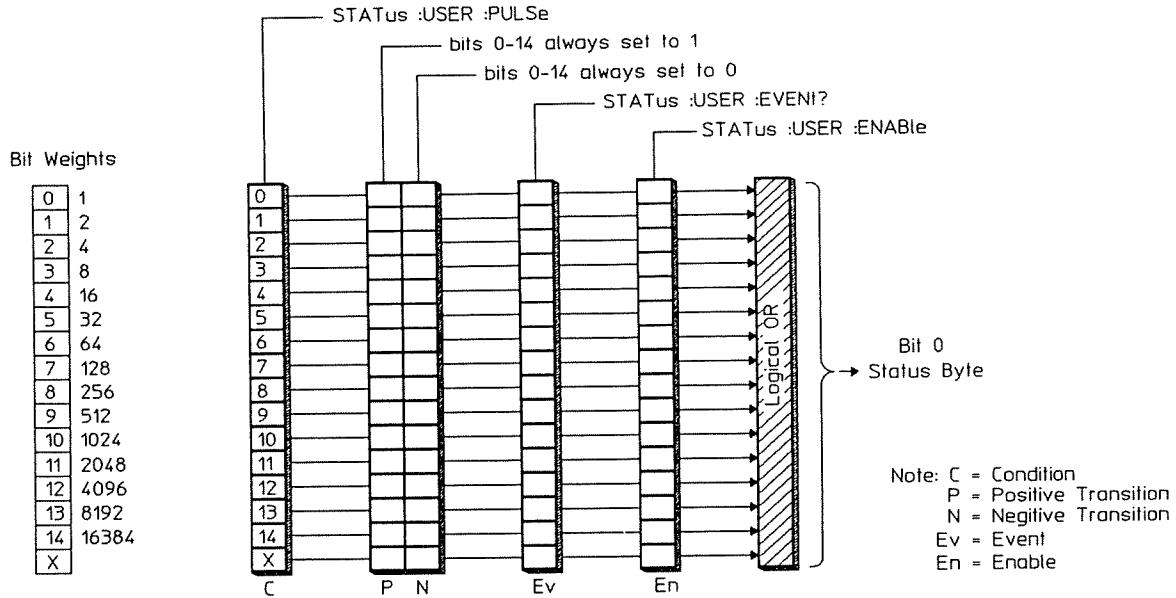 STATus :USER :PULSe
bits 0-14 always set to 1
bits 0-14 always set to 0
STATus :USER :EVENt?
STATus :USER :ENABle
Bit Weights
0 1
1 2
2 4
3 8
4 16
5 32
6 64
7 128
8 256
9 512
10 1024
11 2048
12 4096
13 8192
14 16384
X
0
1
2
3
4
5
6
7
8
9
10
11
12
13
14
X
C P N Ev En
Logical OR
Bit 0
Status Byte
Note: C = Condition
P = Positive Transition
N = Negitive Transition
Ev = Event
En = Enable